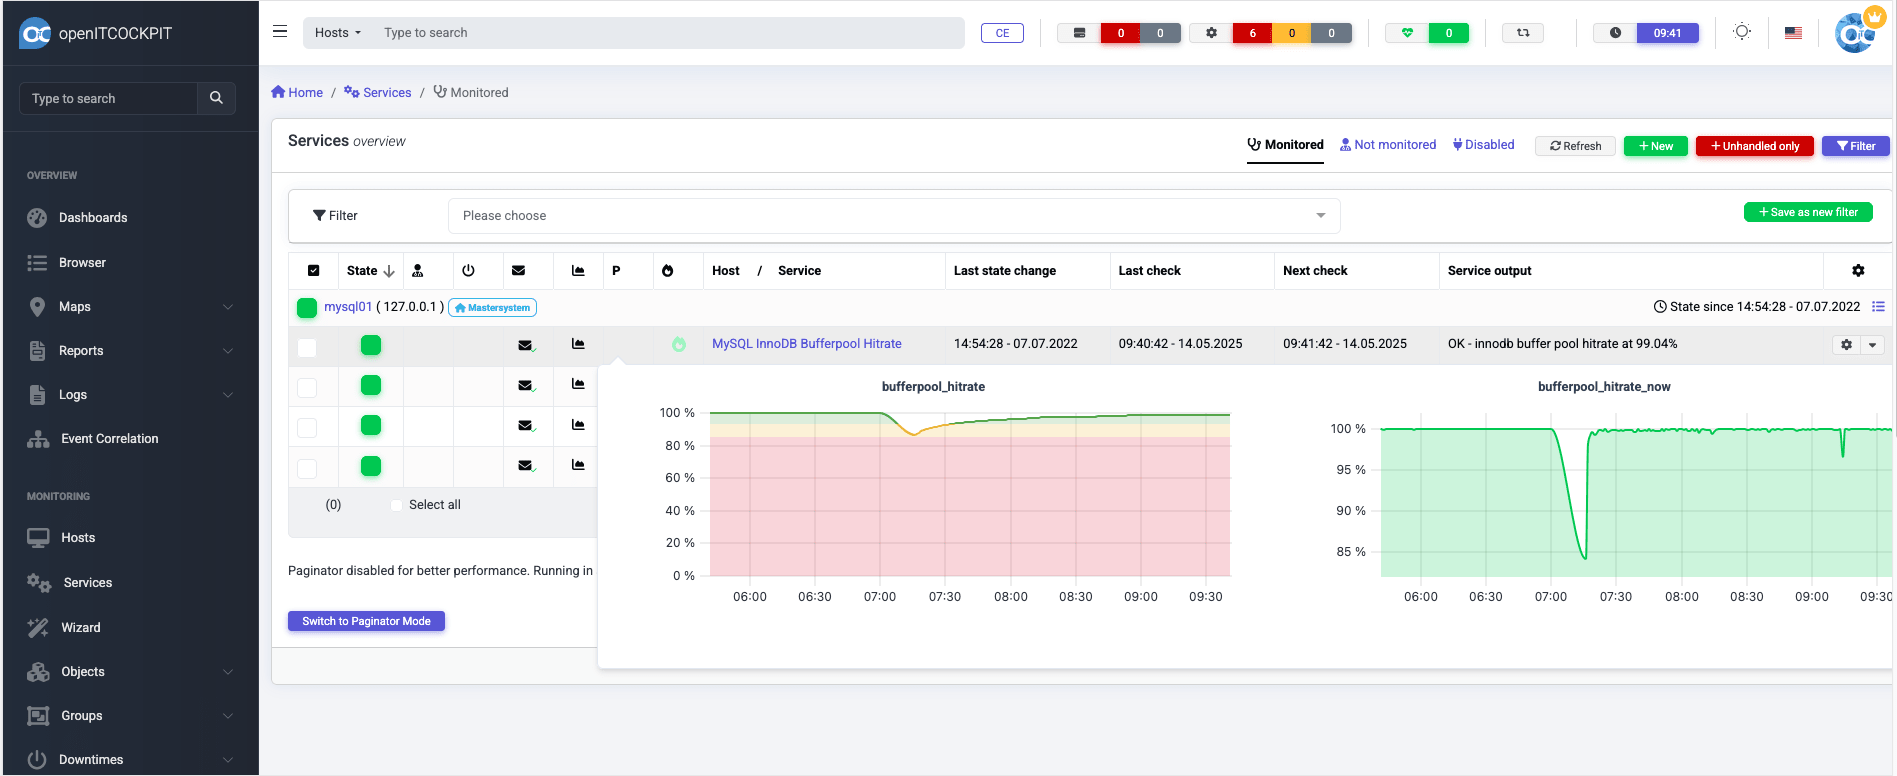 openITCOCKPIT
Hosts
Type to search
CE
0 0
6 0 0
0
09:41
Type to search
Home / Services / Monitored
Services overview
Monitored Not monitored Disabled Refresh + New + Unhandled only Filter
OVERVIEW
Dashboards
Browser
Maps
Reports
Logs
Event Correlation
MONITORING
Hosts
Services
Wizard
Objects
Groups
Downtimes
Filter
Please choose
+ Save as new filter
State P Host / Service Last state change Last check Next check Service output
mysql01 ( 127.0.0.1 ) Mastersystem State since 14:54:28 - 07.07.2022
MySQL InnoDB Bufferpool Hitrate 14:54:28 - 07.07.2022 09:40:42 - 14.05.2025 09:41:42 - 14.05.2025 OK - innodb buffer pool hitrate at 99.04%
bufferpool_hitrate
100 %
80 %
60 %
40 %
20 %
0 %
06:00 06:30 07:00 07:30 08:00 08:30 09:00 09:30
bufferpool_hitrate_now
100 %
95 %
90 %
85 %
06:00 06:30 07:00 07:30 08:00 08:30 09:00 09:30
(0) Select all
Paginator disabled for better performance. Running in
Switch to Paginator Mode